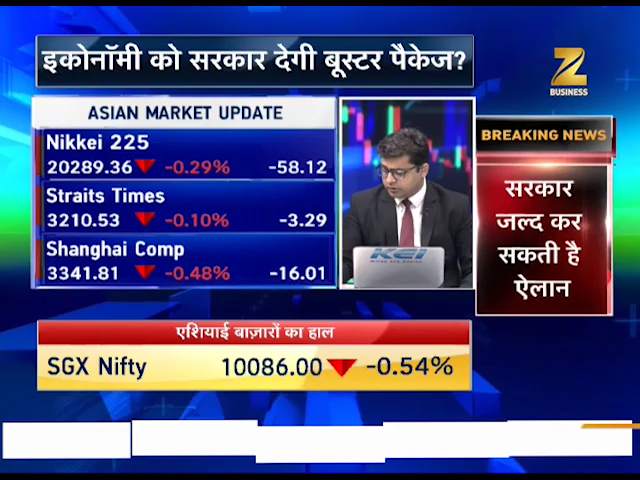 इकोनॉमी को सरकार देगी बूस्टर पैकेज?
Z
BUSINESS
ASIAN MARKET UPDATE
Nikkei 225
20289.36 -0.29% -58.12
Straits Times
3210.53 -0.10% -3.29
Shanghai Comp
3341.81 -0.48% -16.01
KEI
BREAKING NEWS
सरकार
जल्द कर
सकती है
ऐलान
एशियाई बाज़ारों का हाल
SGX Nifty 10086.00 -0.54%